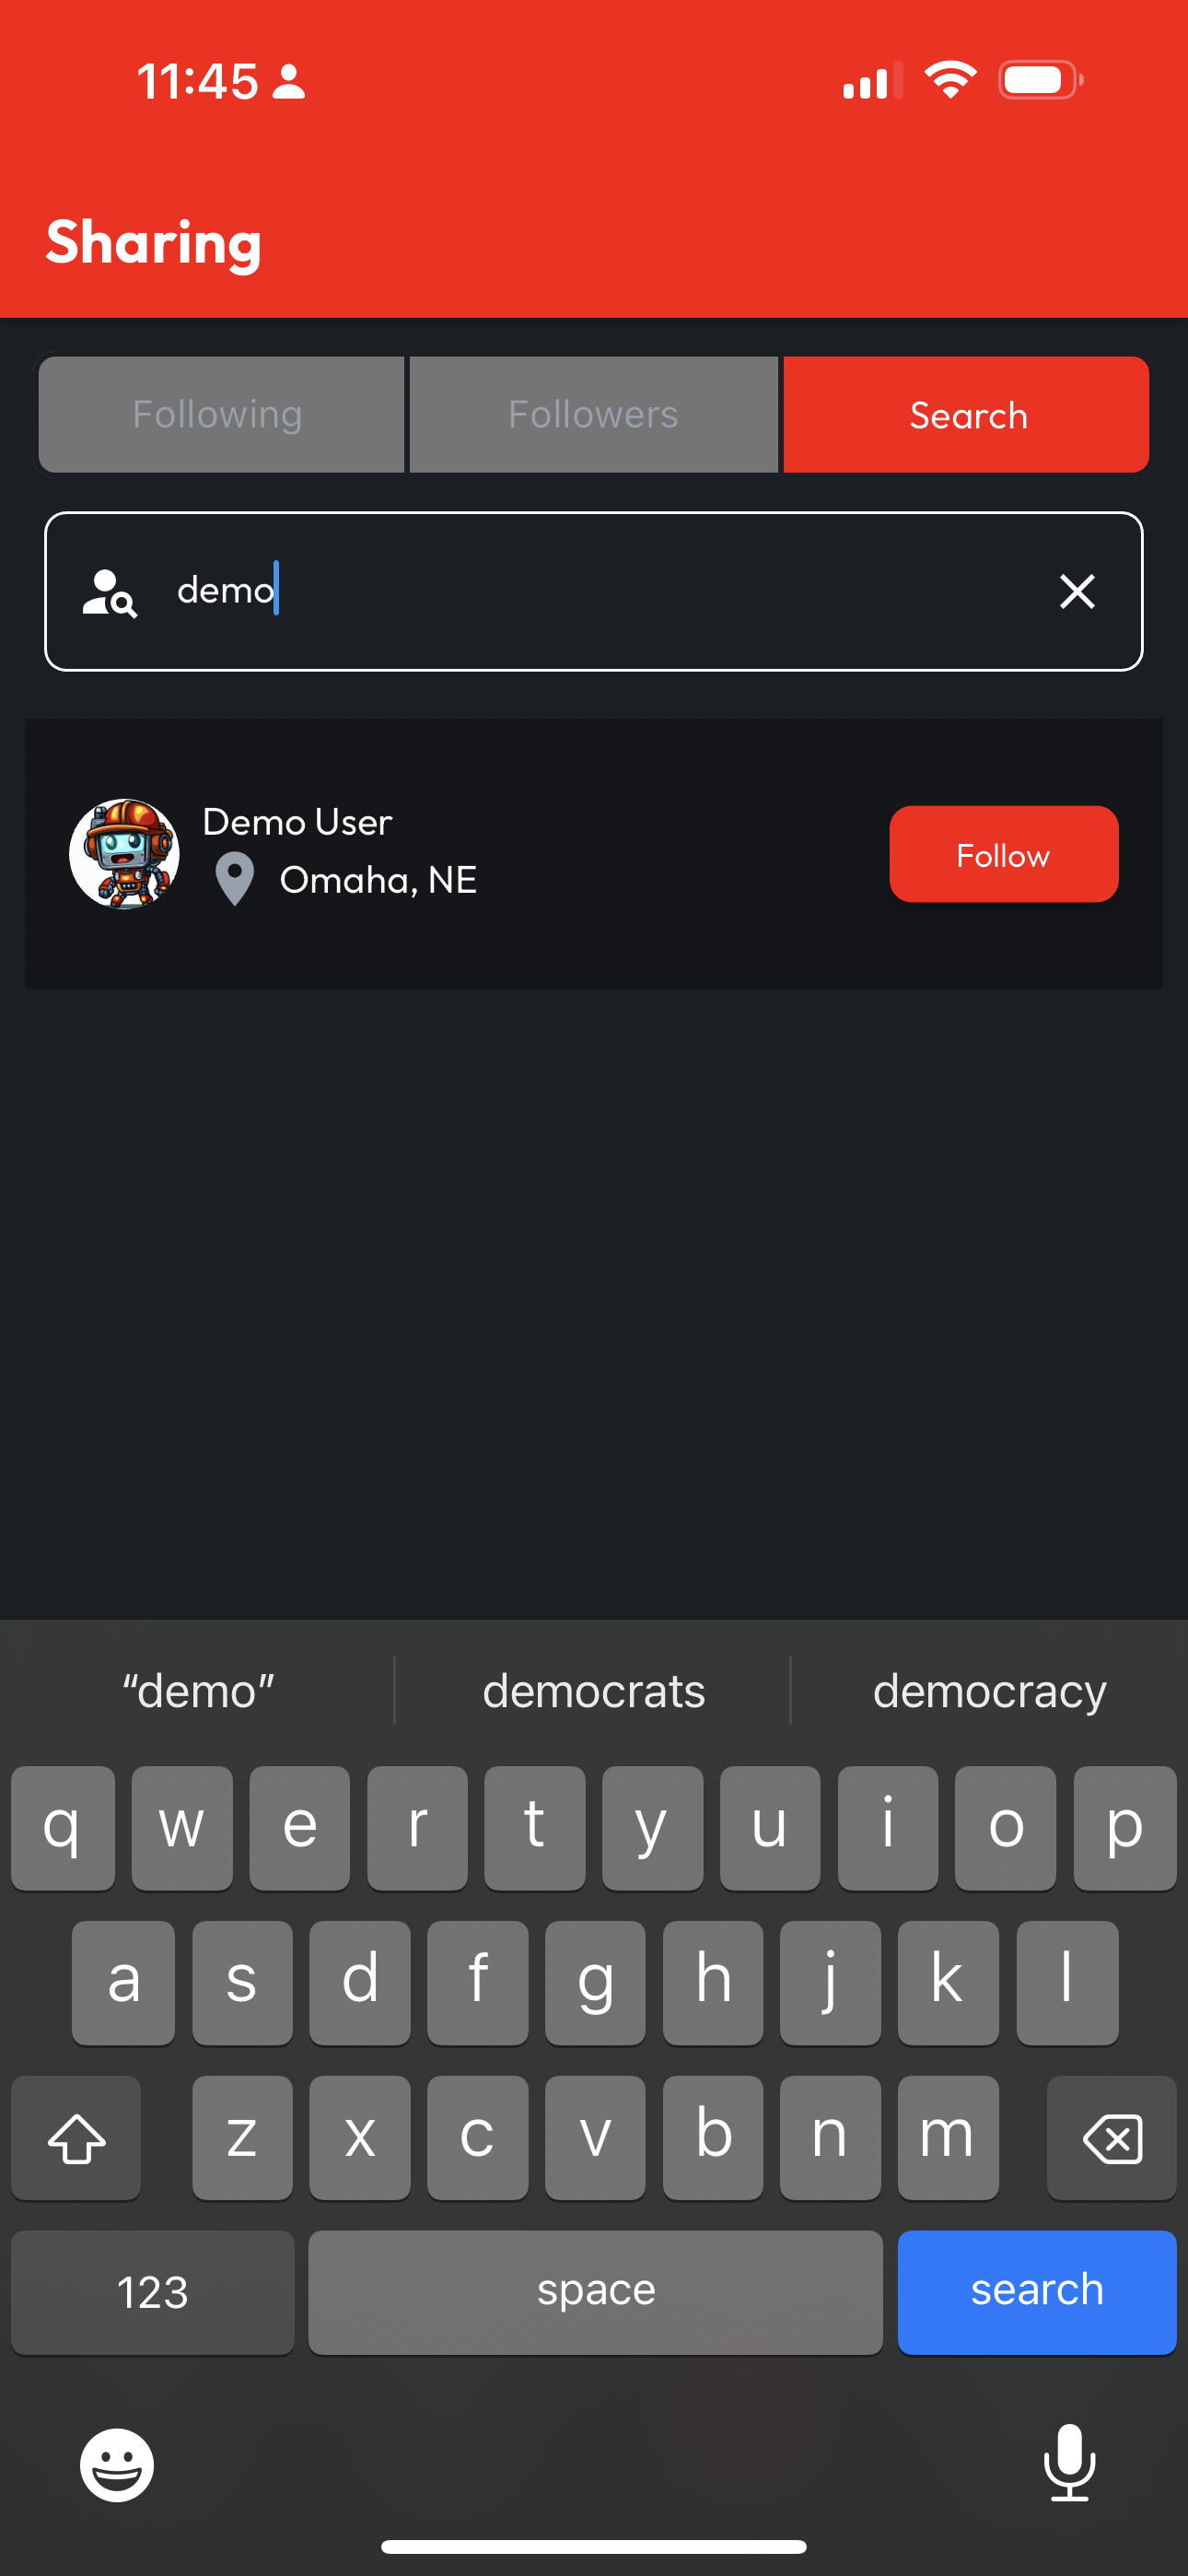 11:45
Sharing
Following Followers Search
demo
Demo User
Omaha, NE
Follow
“demo” democrats democracy
q w e r t y u i o p
a s d f g h j k l
z x c v b n m
123 space search